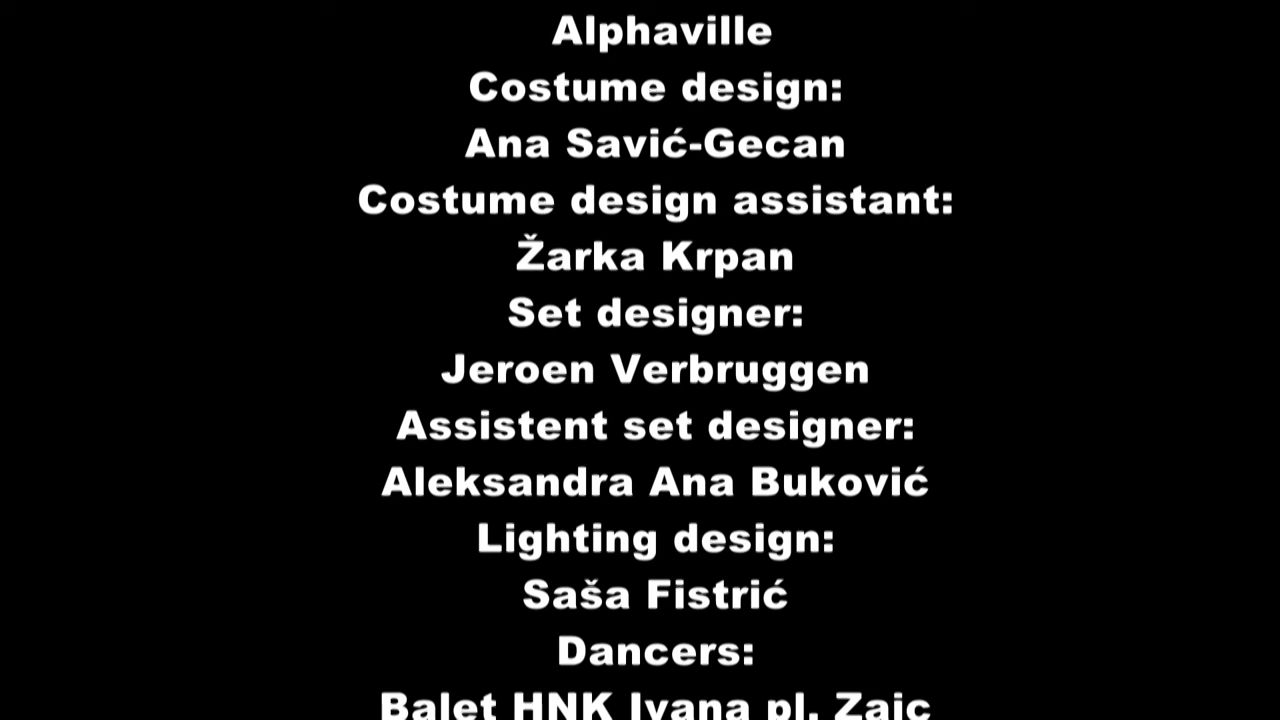 Alphaville
Costume design:
Ana Savić-Gecan
Costume design assistant:
Žarka Krpan
Set designer:
Jeroen Verbruggen
Assistent set designer:
Aleksandra Ana Buković
Lighting design:
Saša Fistrić
Dancers:
Balet HNK Ivana pl. Zajc